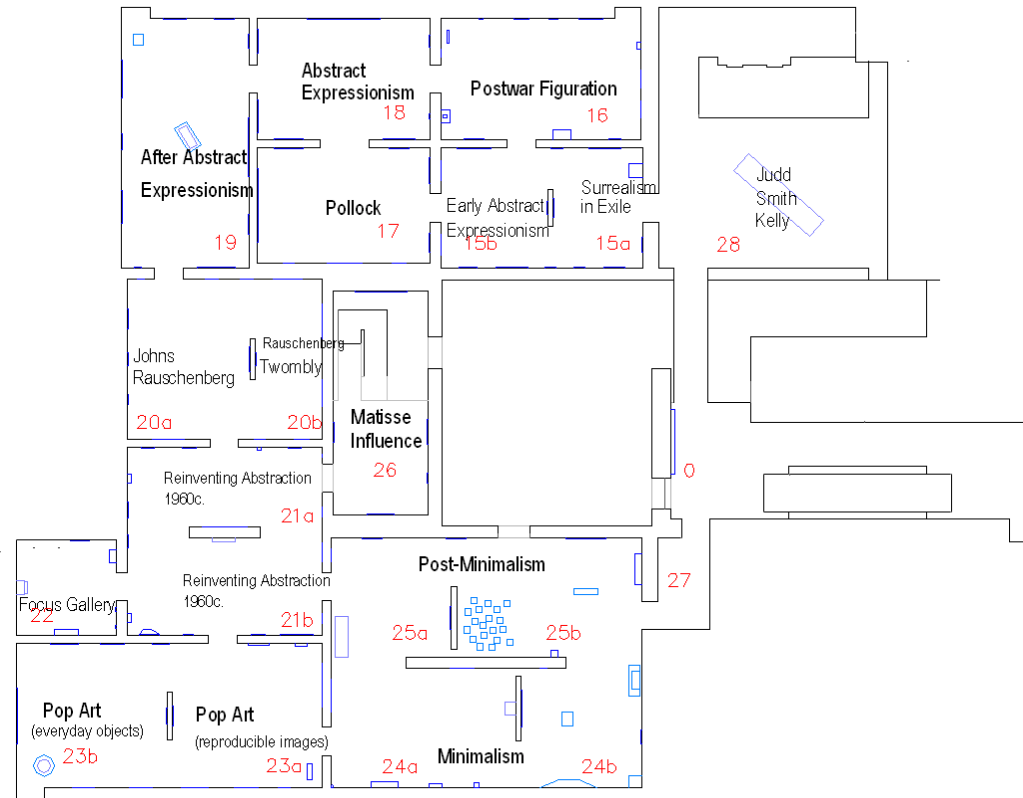 Abstract
Expressionism
18
Postwar Figuration
16
After Abstract
Expressionism
19
Pollock
17
Early Abstract
Expressionism
15b
Surrealism
in Exile
15a
Judd
Smith
Kelly
28
Johns
Rauschenberg
20a
Rauschenberg
Twombly
20b
Matisse
Influence
26
0
Reinventing Abstraction
1960c.
21a
Reinventing Abstraction
1960c.
21b
Focus Gallery
22
Post-Minimalism
25a
25b
27
Pop Art
(everyday objects)
23b
Pop Art
(reproducible images)
23a
Minimalism
24a
24b